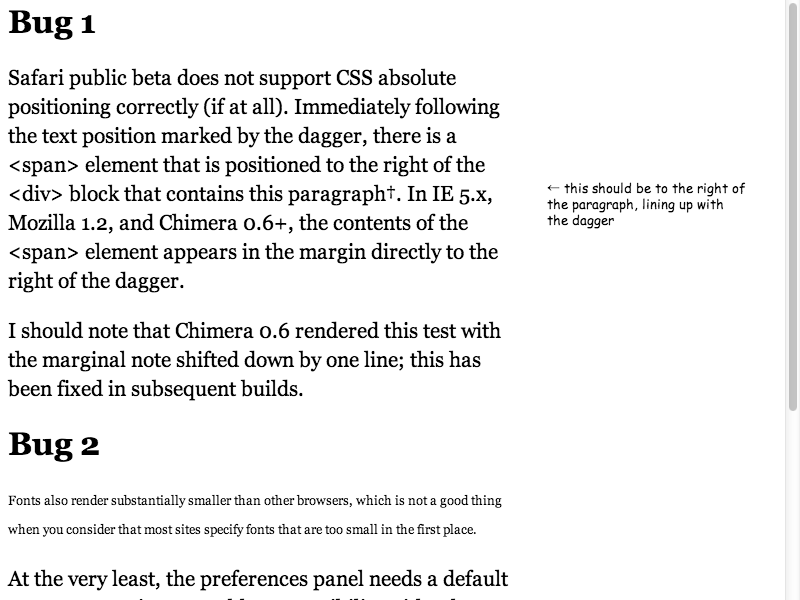 Bug 1
Safari public beta does not support CSS absolute
positioning correctly (if at all). Immediately following
the text position marked by the dagger, there is a
<span> element that is positioned to the right of the
<div> block that contains this paragraph†. In IE 5.x,
Mozilla 1.2, and Chimera 0.6+, the contents of the
<span> element appears in the margin directly to the
right of the dagger.
← this should be to the right of
the paragraph, lining up with
the dagger
I should note that Chimera 0.6 rendered this test with
the marginal note shifted down by one line; this has
been fixed in subsequent builds.
Bug 2
Fonts also render substantially smaller than other browsers, which is not a good thing
when you consider that most sites specify fonts that are too small in the first place.
At the very least, the preferences panel needs a default